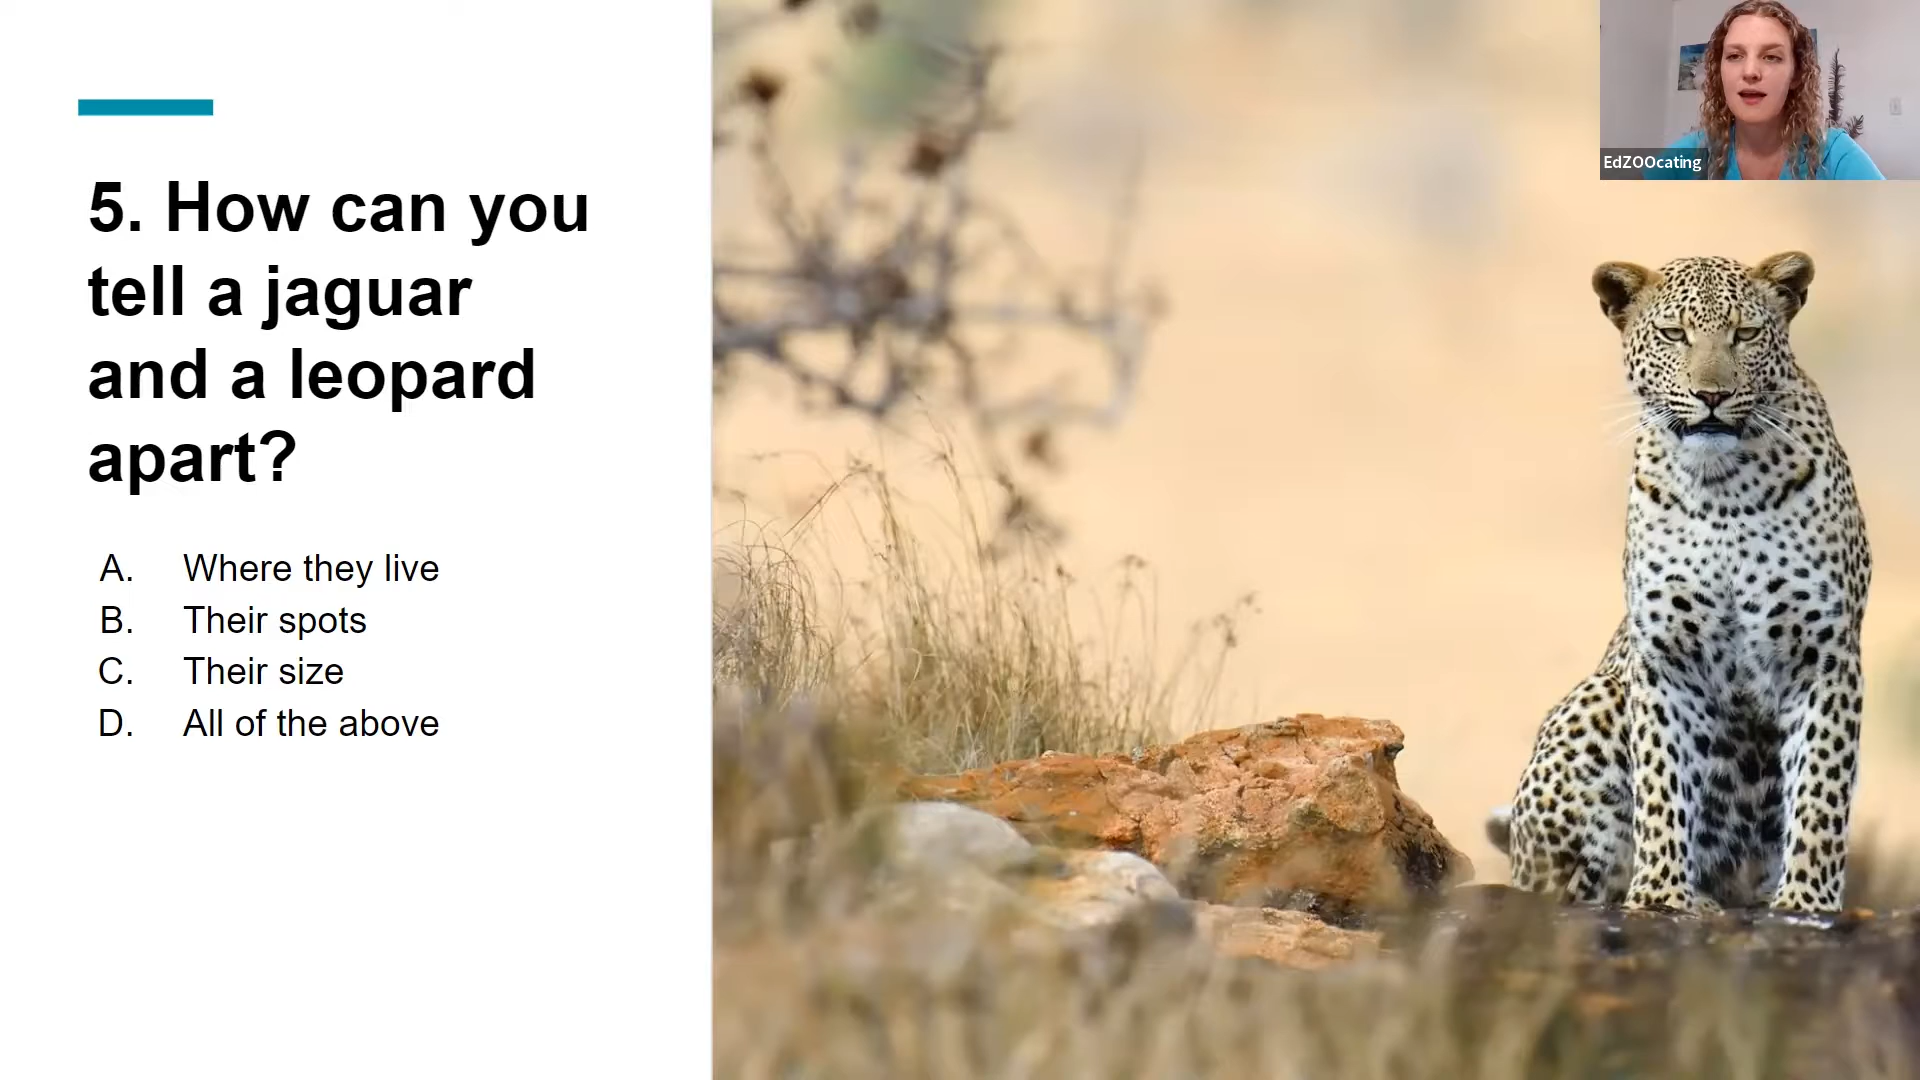 5. How can you
tell a jaguar
and a leopard
apart?
A. Where they live
B. Their spots
C. Their size
D. All of the above
EdZOOcating